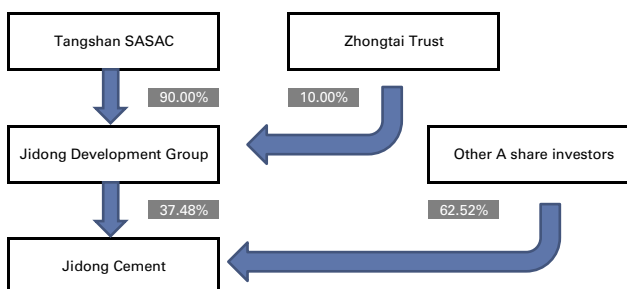 Tangshan SASAC
Zhongtai Trust
90.00%
10.00%
Jidong Development Group
Other A share investors
37.48%
62.52%
Jidong Cement